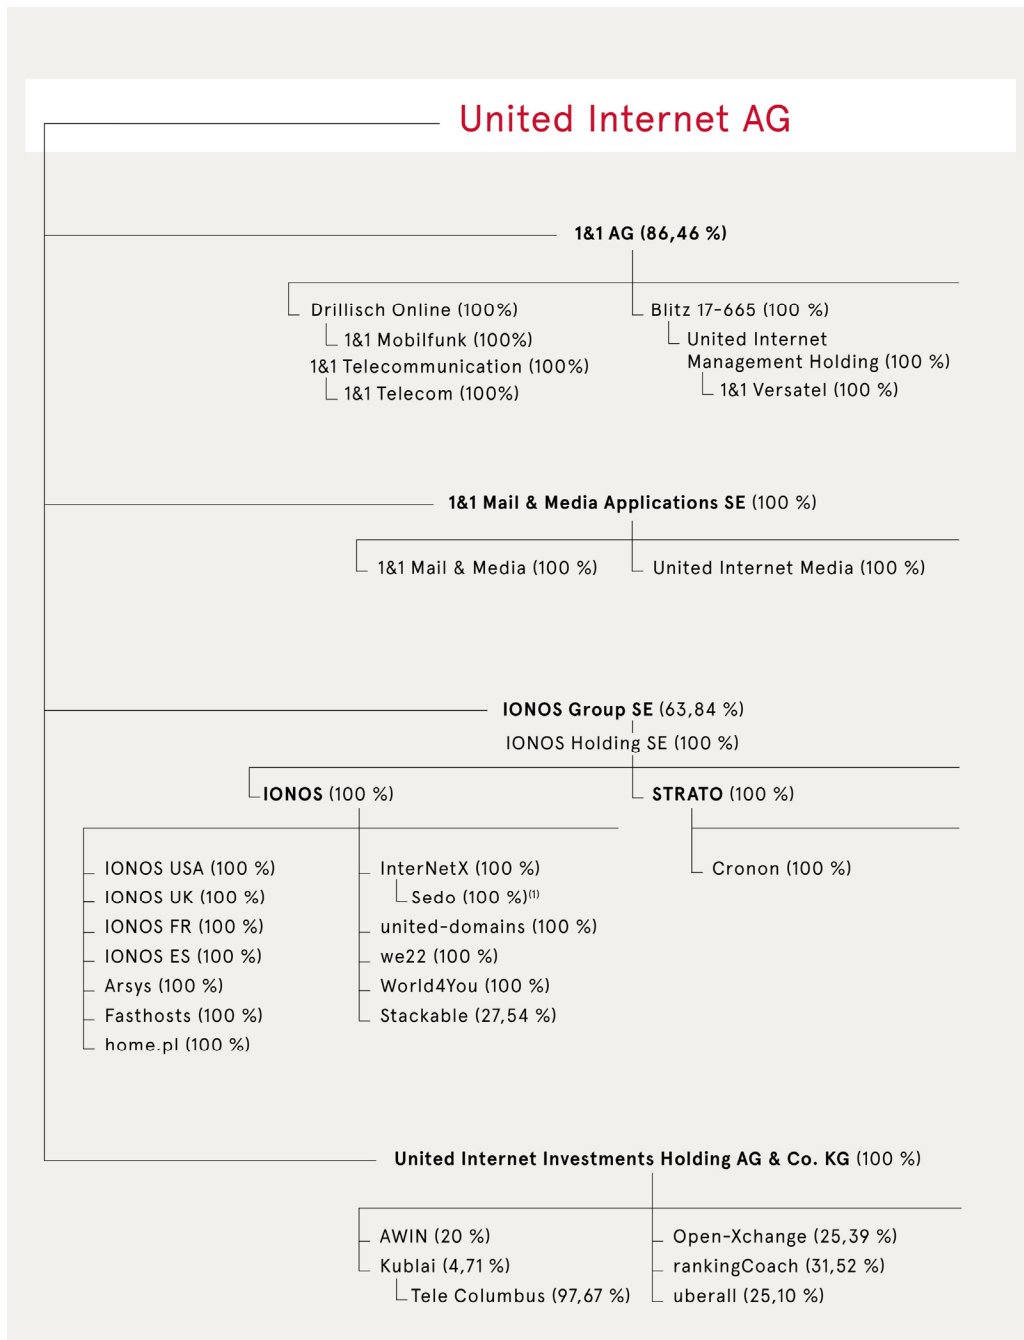 United Internet AG
1&1 AG (86,46 %)
Drillisch Online (100%)
1&1 Mobilfunk (100%)
1&1 Telecommunication (100%)
1&1 Telecom (100%)
Blitz 17-665 (100 %)
United Internet
Management Holding (100 %)
1&1 Versatel (100 %)
1&1 Mail & Media Applications SE (100 %)
1&1 Mail & Media (100 %)
United Internet Media (100 %)
IONOS Group SE (63,84 %)
IONOS Holding SE (100 %)
IONOS (100 %)
IONOS USA (100 %)
IONOS UK (100 %)
IONOS FR (100 %)
IONOS ES (100 %)
Arsys (100 %)
Fasthosts (100 %)
home.pl (100 %)
InterNetX (100 %)
Sedo (100 %)(1)
united-domains (100 %)
we22 (100 %)
World4You (100 %)
Stackable (27,54 %)
STRATO (100 %)
Cronon (100 %)
United Internet Investments Holding AG & Co. KG (100 %)
AWIN (20 %)
Kublai (4,71 %)
Tele Columbus (97,67 %)
Open-Xchange (25,39 %)
rankingCoach (31,52 %)
uberall (25,10 %)